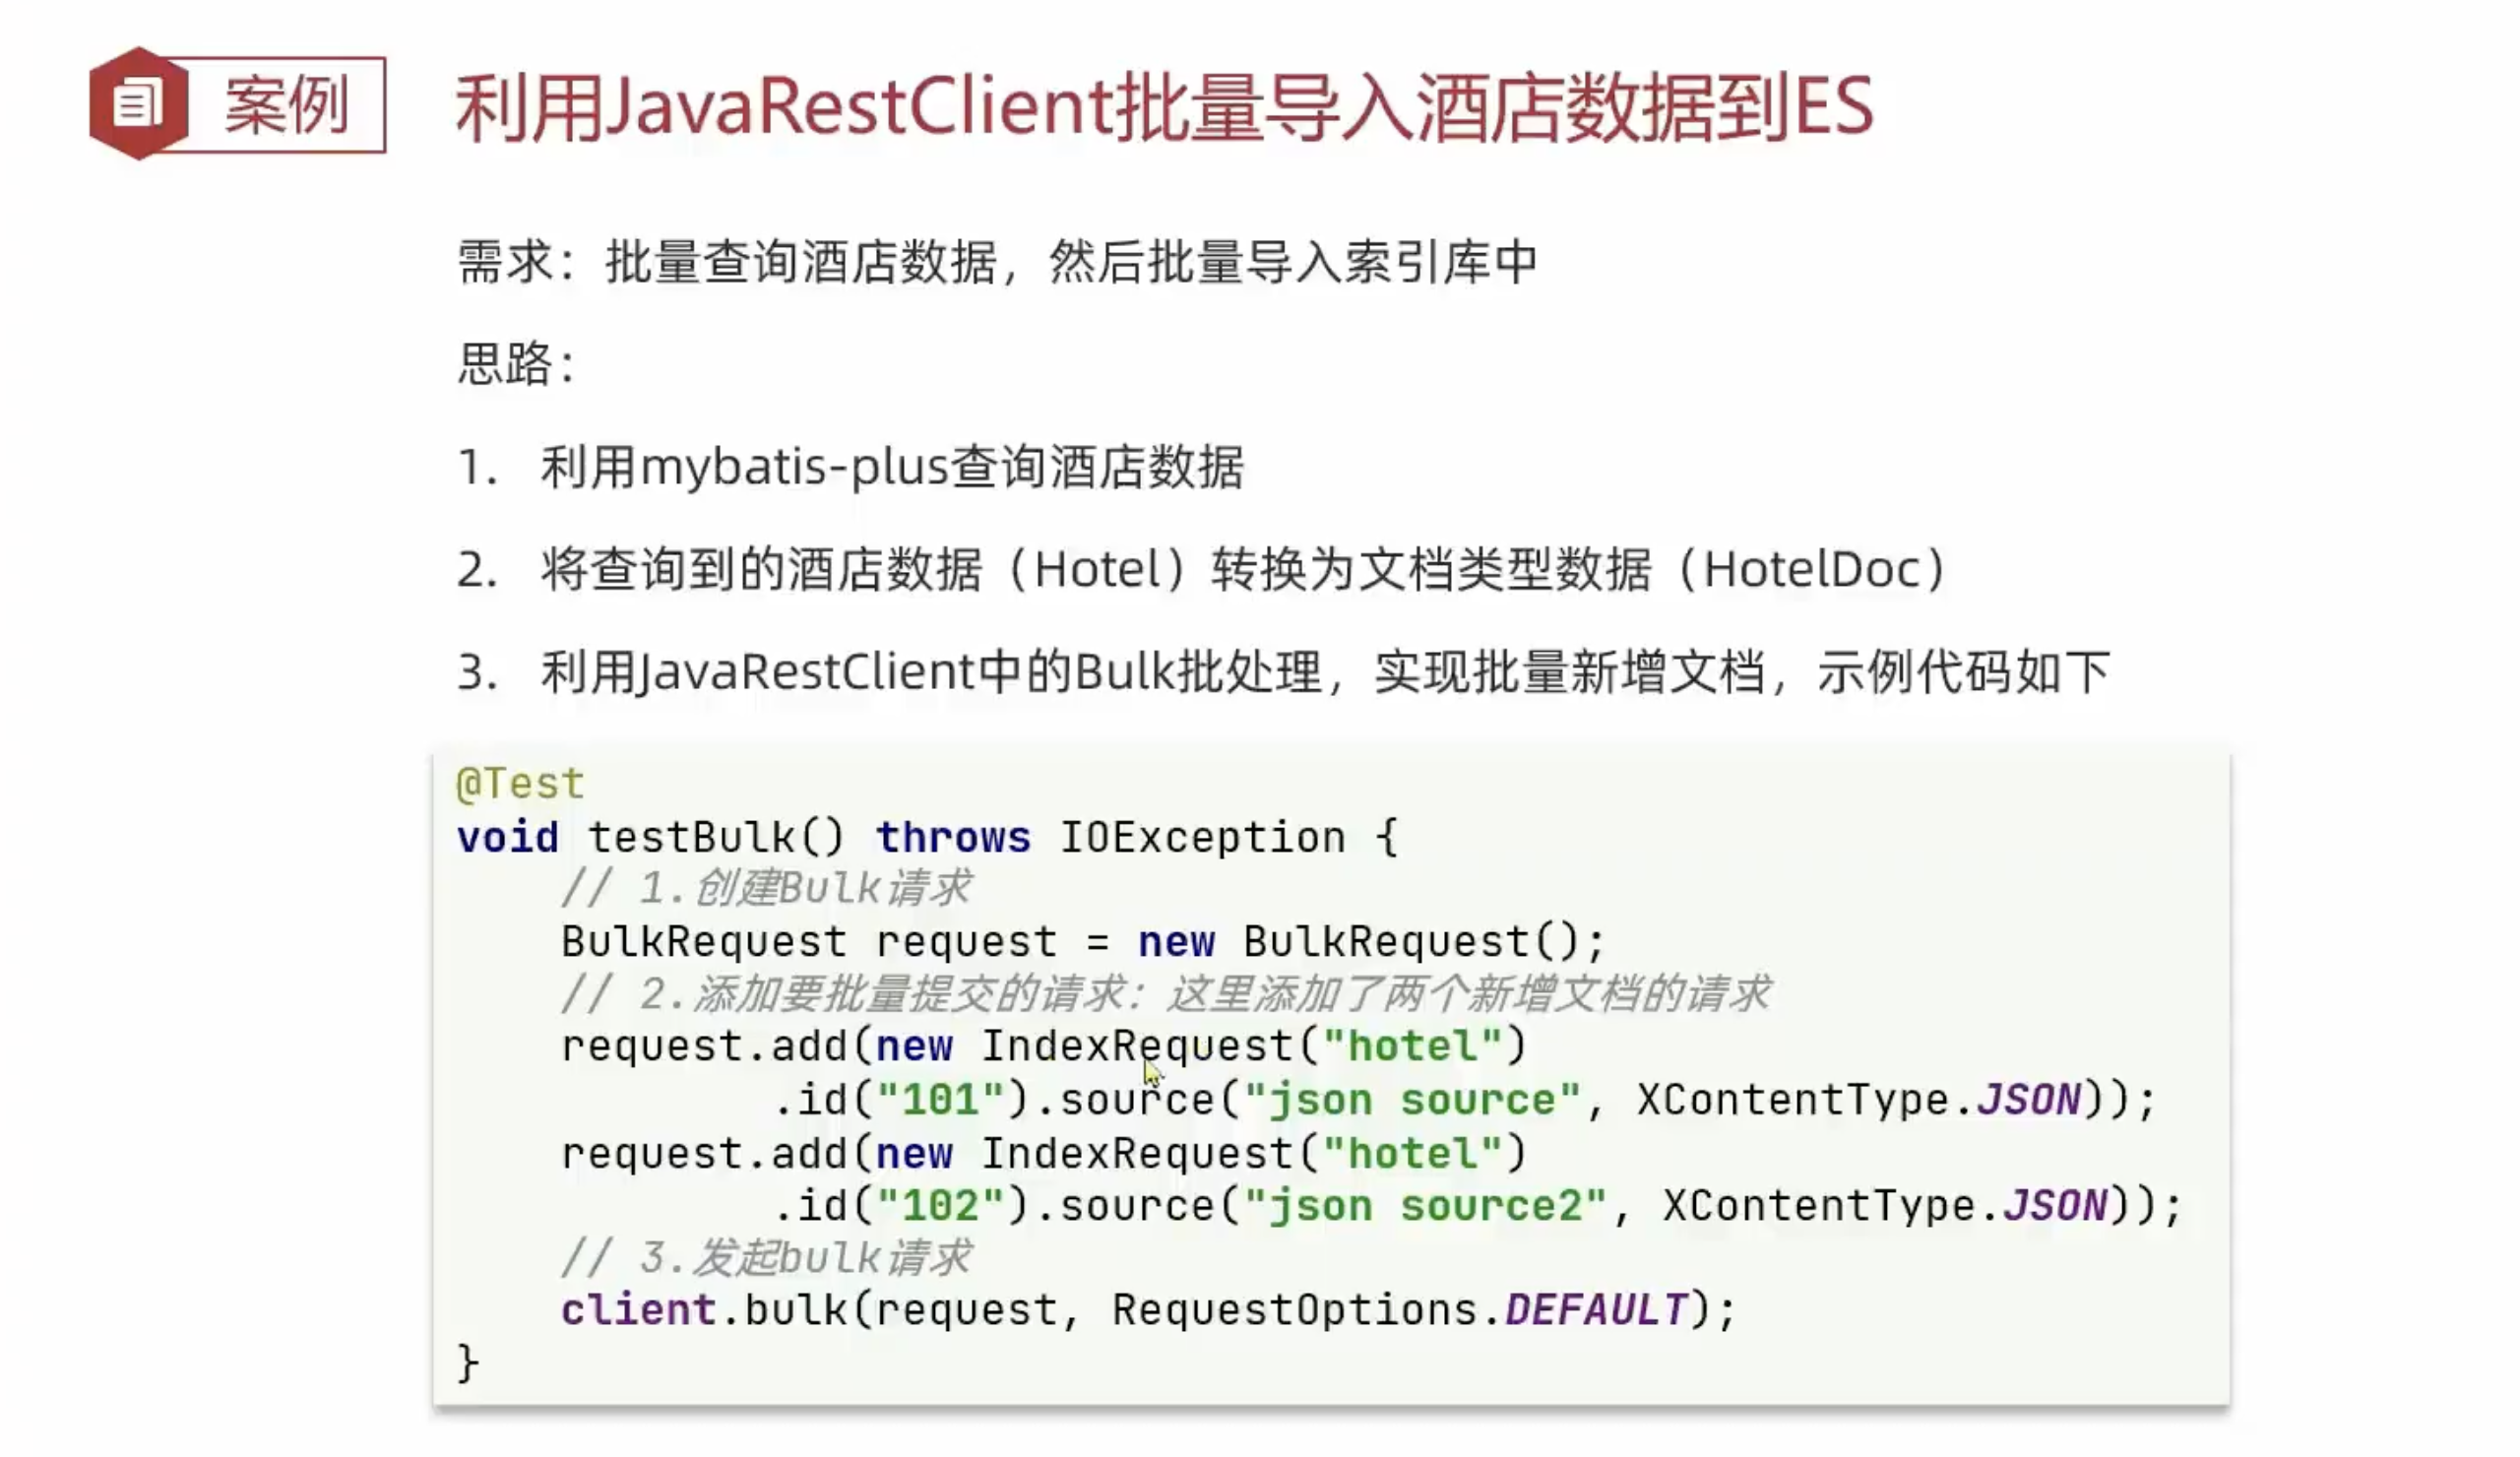 案例
利用JavaRestClient批量导入酒店数据到ES
需求：批量查询酒店数据，然后批量导入索引库中
思路：
1. 利用mybatis-plus查询酒店数据
2. 将查询到的酒店数据（Hotel）转换为文档类型数据（HotelDoc）
3. 利用JavaRestClient中的Bulk批处理，实现批量新增文档，示例代码如下
@Test
void testBulk() throws IOException {
    // 1.创建Bulk请求
    BulkRequest request = new BulkRequest();
    // 2.添加要批量提交的请求：这里添加了两个新增文档的请求
    request.add(new IndexRequest("hotel")
            .id("101").source("json source", XContentType.JSON));
    request.add(new IndexRequest("hotel")
            .id("102").source("json source2", XContentType.JSON));
    // 3.发起bulk请求
    client.bulk(request, RequestOptions.DEFAULT);
}